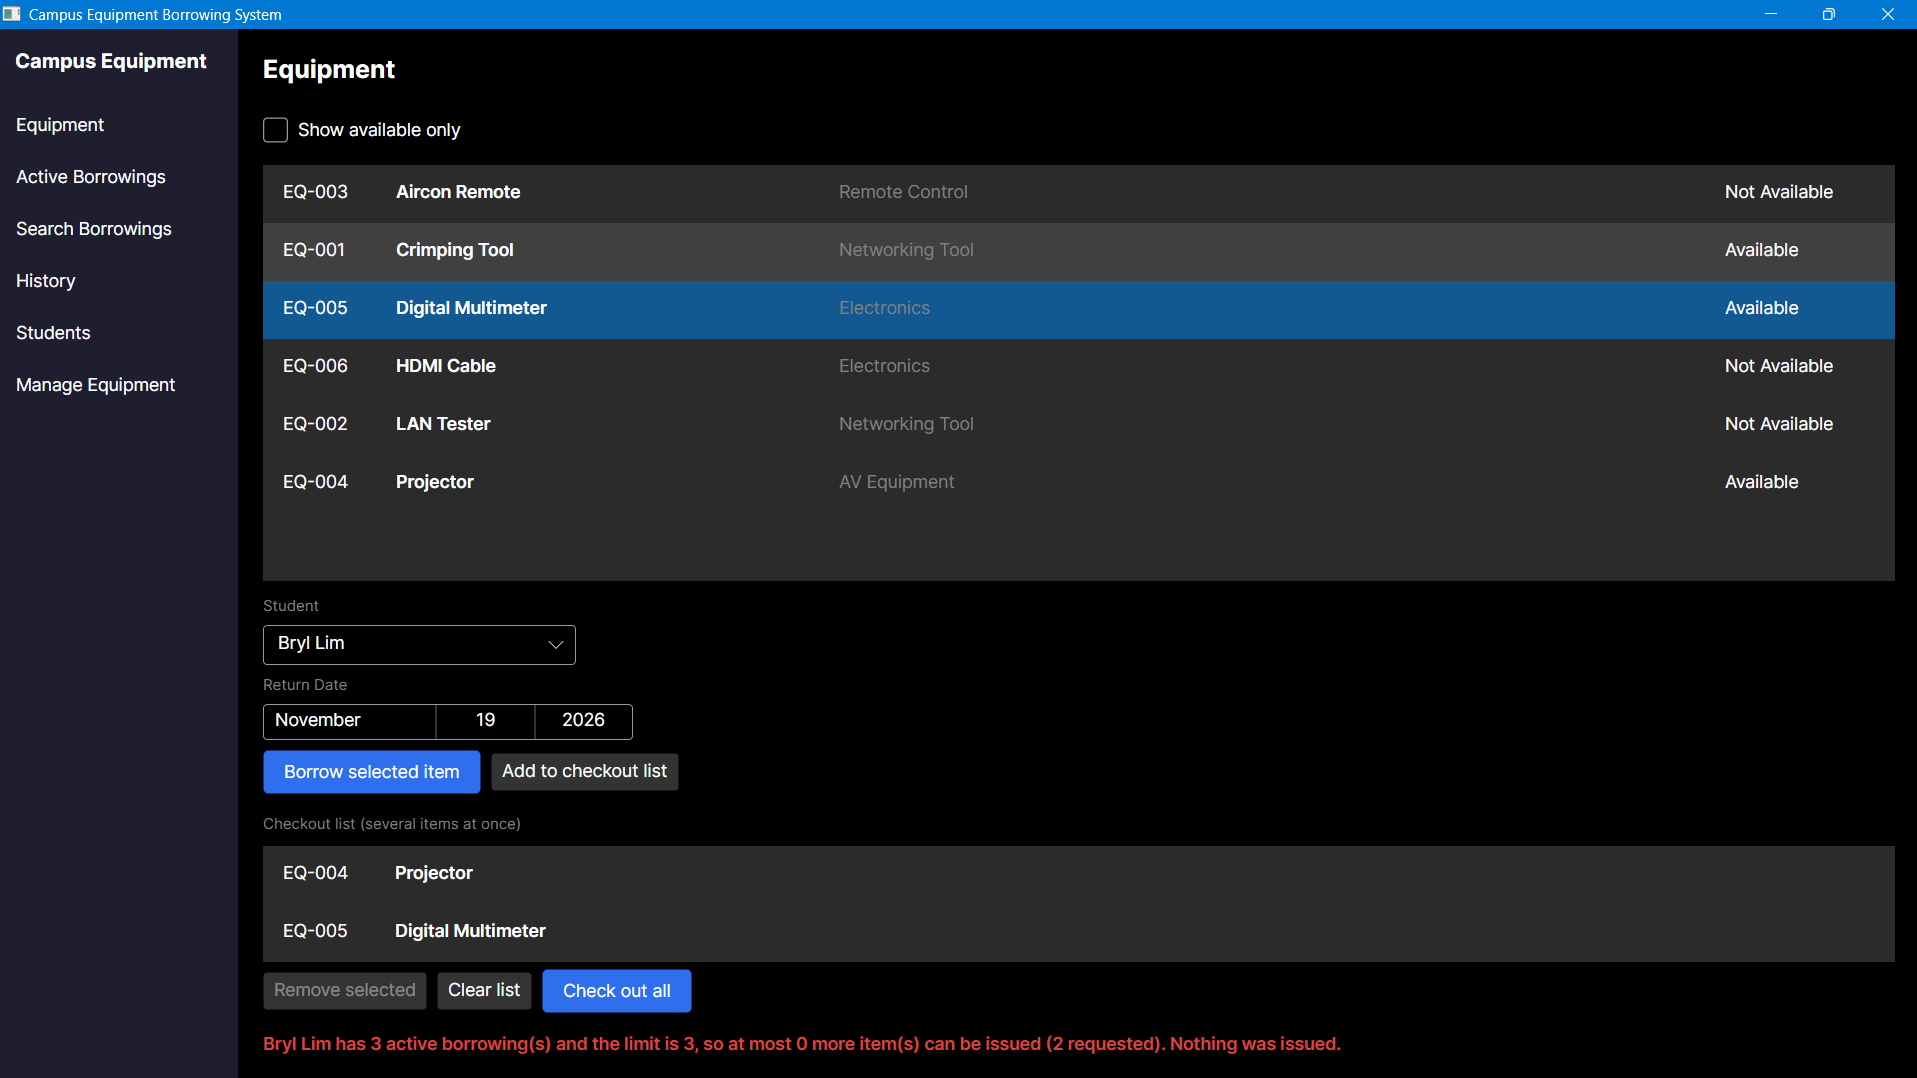 Campus Equipment Borrowing System
Campus Equipment
Equipment
Active Borrowings
Search Borrowings
History
Students
Manage Equipment
Equipment
Show available only
EQ-003 Aircon Remote Remote Control Not Available
EQ-001 Crimping Tool Networking Tool Available
EQ-005 Digital Multimeter Electronics Available
EQ-006 HDMI Cable Electronics Not Available
EQ-002 LAN Tester Networking Tool Not Available
EQ-004 Projector AV Equipment Available
Student
Bryl Lim
Return Date
November 19 2026
Borrow selected item Add to checkout list
Checkout list (several items at once)
EQ-004 Projector
EQ-005 Digital Multimeter
Remove selected Clear list Check out all
Bryl Lim has 3 active borrowing(s) and the limit is 3, so at most 0 more item(s) can be issued (2 requested). Nothing was issued.